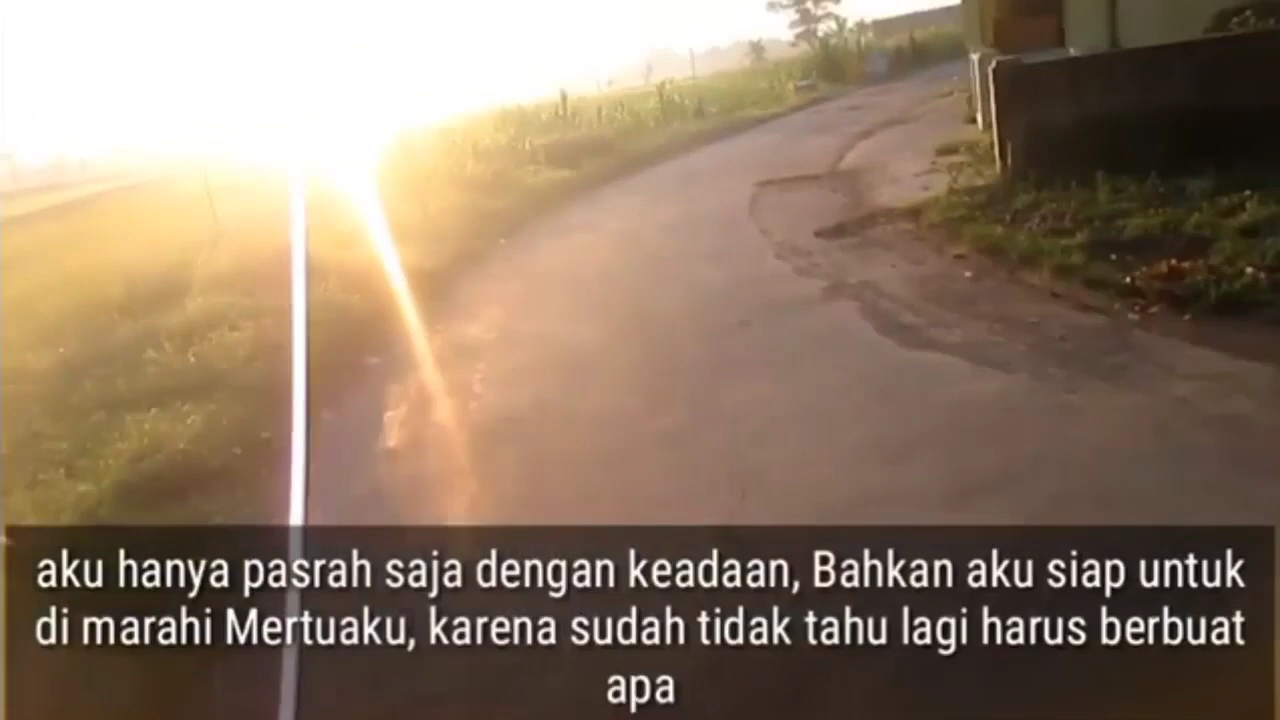 aku hanya pasrah saja dengan keadaan, Bahkan aku siap untuk
di marahi Mertuaku, karena sudah tidak tahu lagi harus berbuat
apa